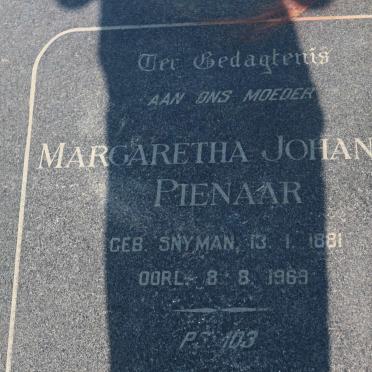 Ter Gedagtenis
AAN ONS MOEDER
MARGARETHA JOHAN
PIENAAR
GEB. SNYMAN, 13. 1. 1881
OORL. 8. 8. 1969
PS. 103